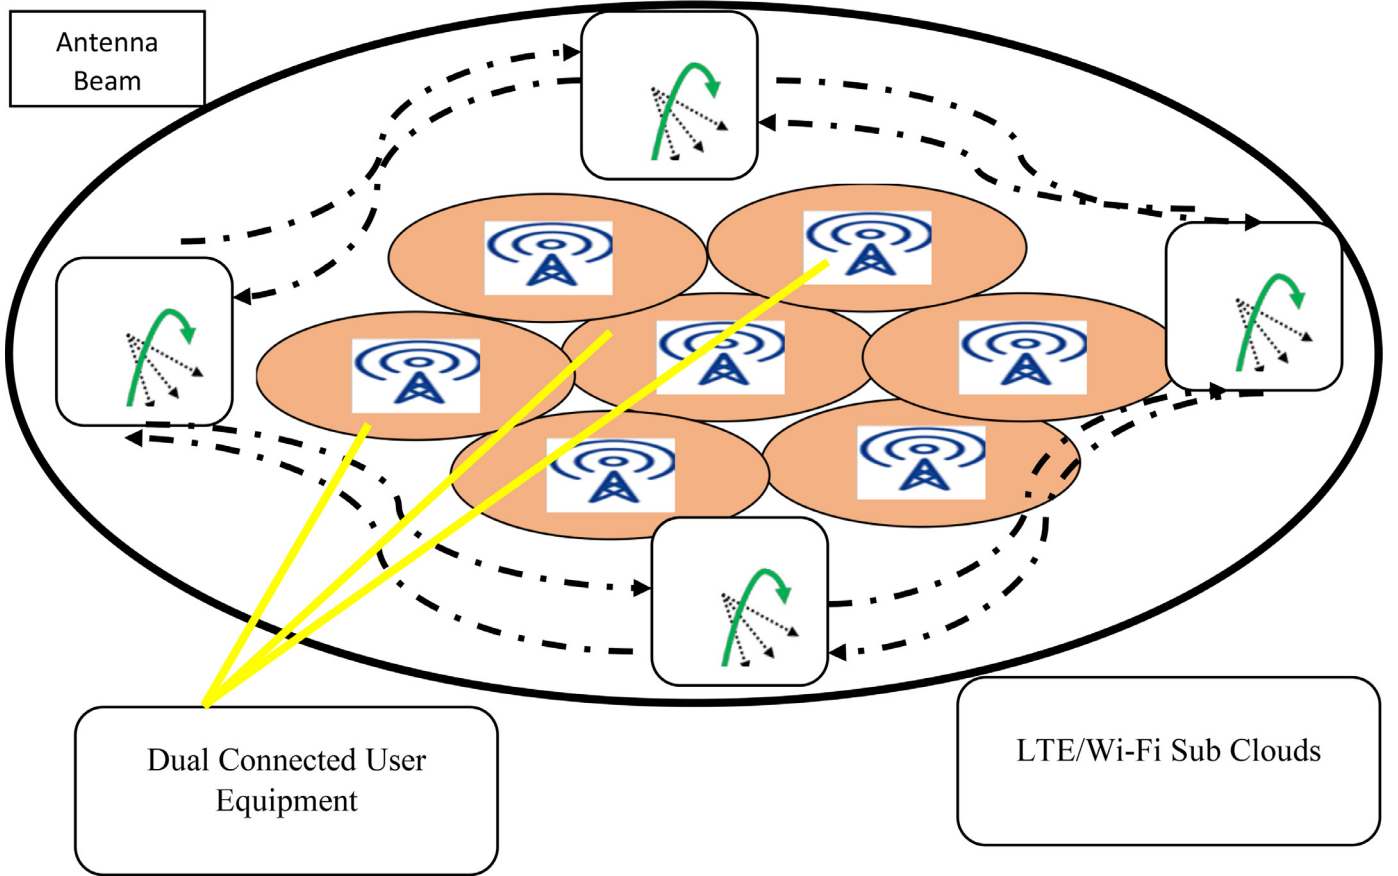 Antenna
Beam
Dual Connected User
Equipment
LTE/Wi-Fi Sub Clouds